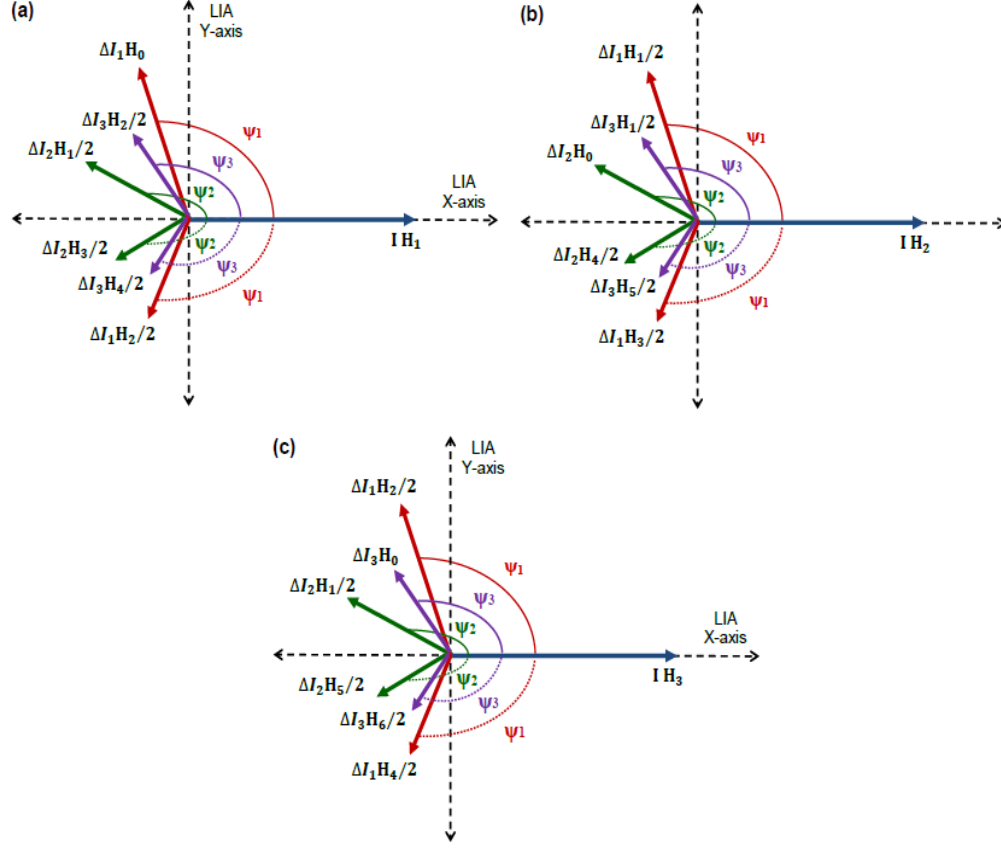 (a)
LIA
Y-axis
ΔI₁H₀
ΔI₃H₂/2
ΔI₂H₁/2
Ψ1
Ψ3
Ψ2
LIA
X-axis
I H₁
Ψ2
Ψ3
Ψ1
ΔI₂H₃/2
ΔI₃H₄/2
ΔI₁H₂/2
(b)
ΔI₁H₁/2
ΔI₃H₁/2
ΔI₂H₀
Ψ1
Ψ3
Ψ2
I H₂
Ψ2
Ψ3
Ψ1
ΔI₂H₄/2
ΔI₃H₅/2
ΔI₁H₃/2
(c)
LIA
Y-axis
ΔI₁H₂/2
ΔI₃H₀
ΔI₂H₁/2
Ψ1
Ψ3
Ψ2
LIA
X-axis
I H₃
Ψ2
Ψ3
Ψ1
ΔI₂H₅/2
ΔI₃H₆/2
ΔI₁H₄/2